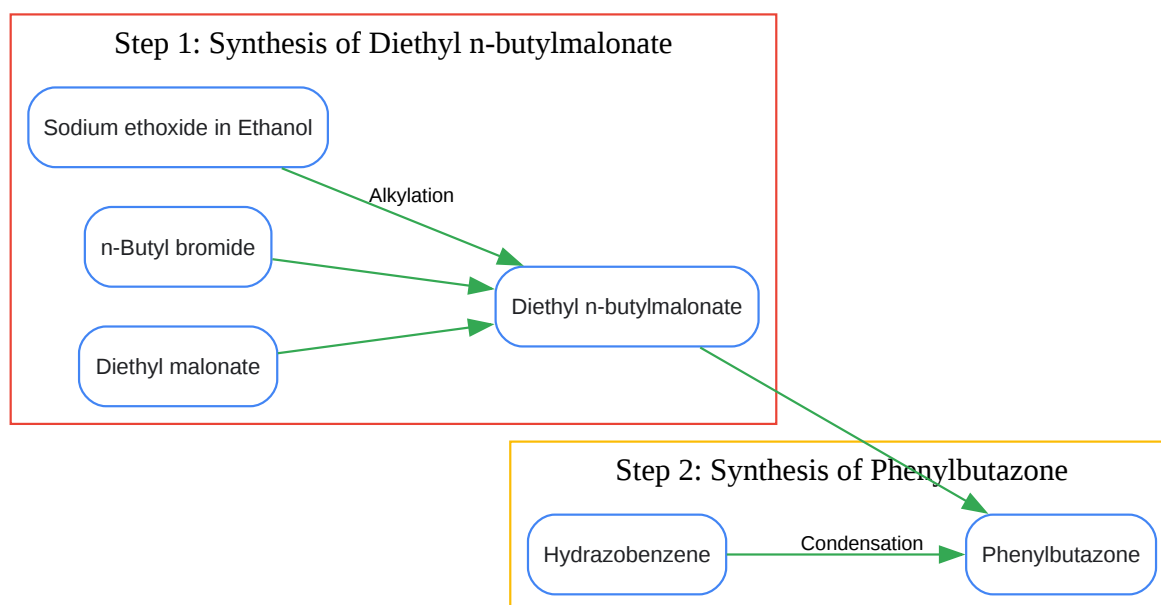 Step 1: Synthesis of Diethyl n-butylmalonate
Sodium ethoxide in Ethanol
Alkylation
n-Butyl bromide
Diethyl n-butylmalonate
Diethyl malonate
Step 2: Synthesis of Phenylbutazone
Hydrazobenzene
Condensation
Phenylbutazone